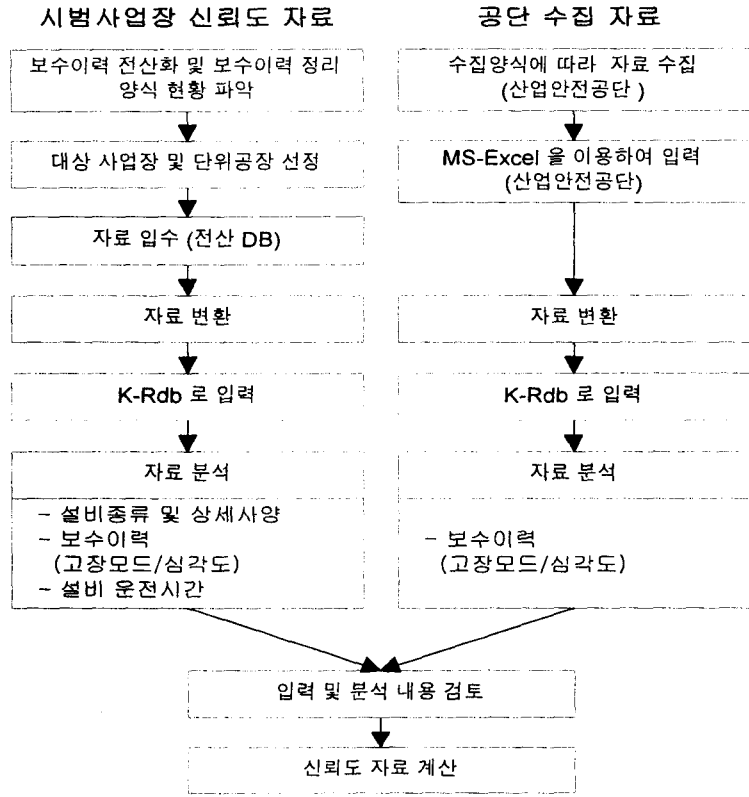 시범사업장 신뢰도 자료
보수이력 전산화 및 보수이력 정리
양식 현황 파악
대상 사업장 및 단위공장 선정
자료 입수 (전산 DB)
자료 변환
K-Rdb 로 입력
자료 분석
– 설비종류 및 상세사양
– 보수이력
(고장모드/심각도)
– 설비 운전시간
공단 수집 자료
수집양식에 따라 자료 수집
(산업안전공단 )
MS-Excel 을 이용하여 입력
(산업안전공단)
자료 변환
K-Rdb 로 입력
자료 분석
– 보수이력
(고장모드/심각도)
입력 및 분석 내용 검토
신뢰도 자료 계산